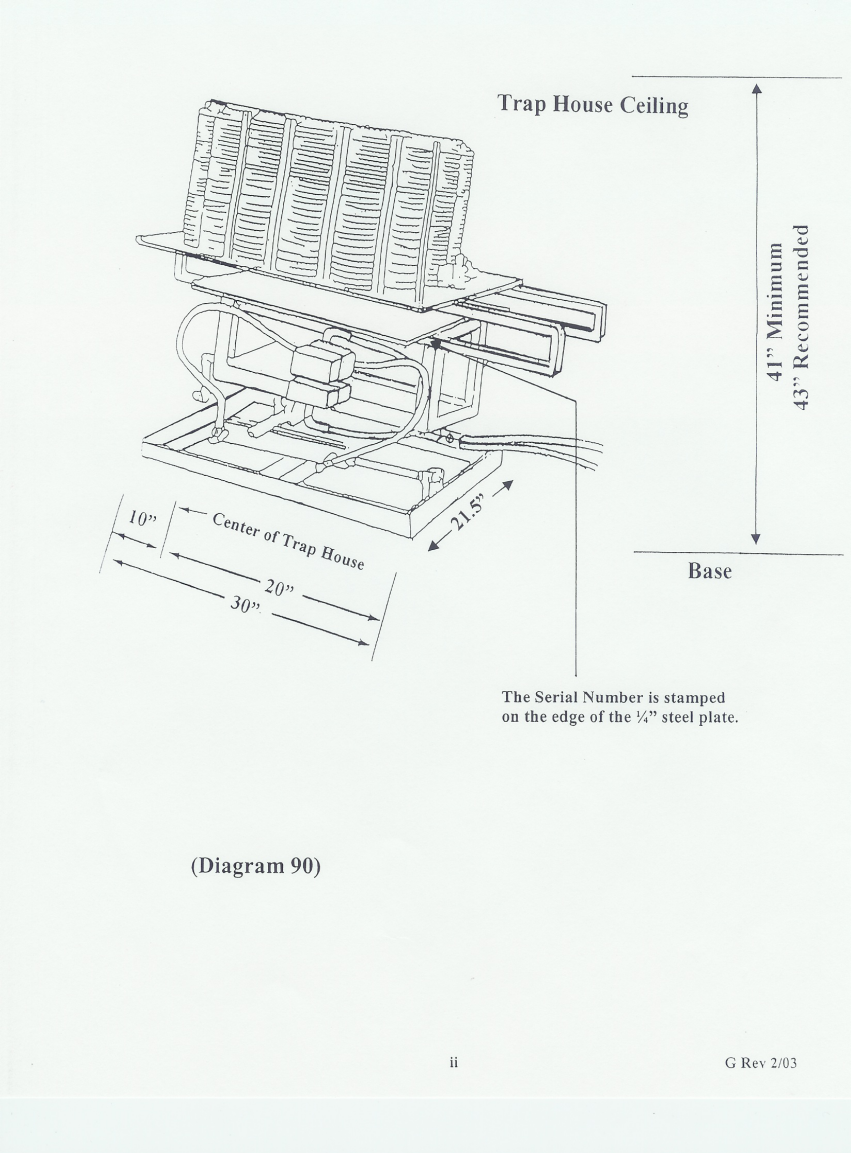 Trap House Ceiling
41” Minimum
43” Recommended
10”
Center of Trap House
21.5”
20”
30”
Base
The Serial Number is stamped
on the edge of the ¼” steel plate.
(Diagram 90)
ii
G Rev 2/03